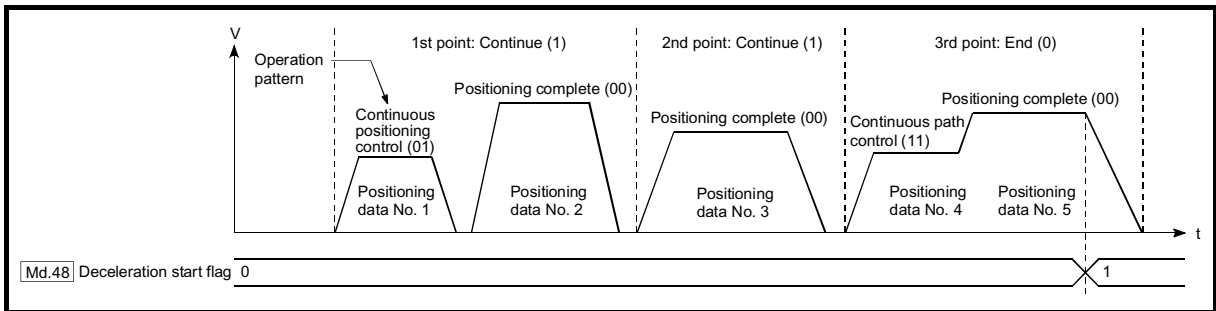 V
1st point: Continue (1)
2nd point: Continue (1)
3rd point: End (0)
Operation
pattern
Continuous
positioning
control (01)
Positioning complete (00)
Positioning complete (00)
Positioning complete (00)
Continuous path
control (11)
Positioning
data No. 1
Positioning
data No. 2
Positioning
data No. 3
Positioning
data No. 4
Positioning
data No. 5
t
Md.48 Deceleration start flag 0
1